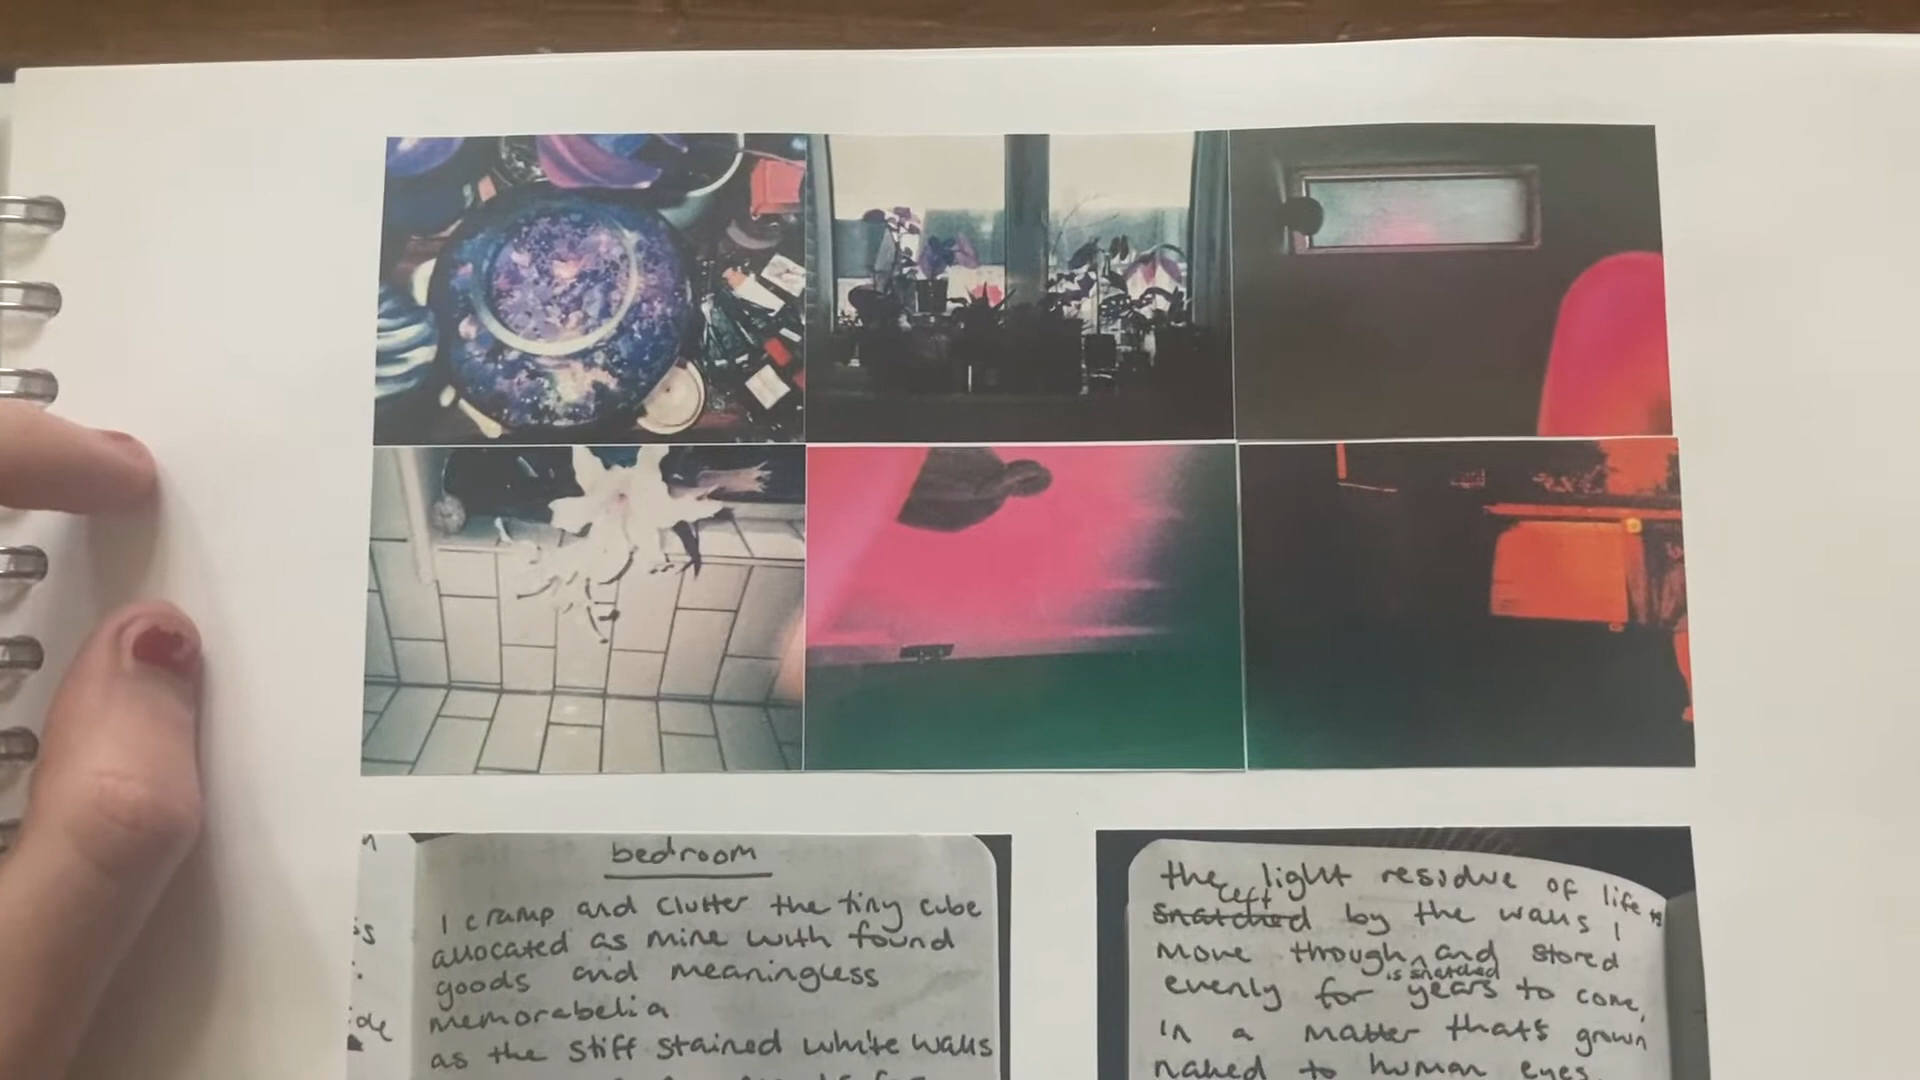 bedroom
I cramp and clutter the tiny cube
allocated as mine with found
goods and meaningless
memorabelia
as the stiff stained white walls
the light residue of life is
left
snatched by the walls I
move through, and stored
is snatched
evenly for years to come,
in a matter that's grown
naked to human eyes.